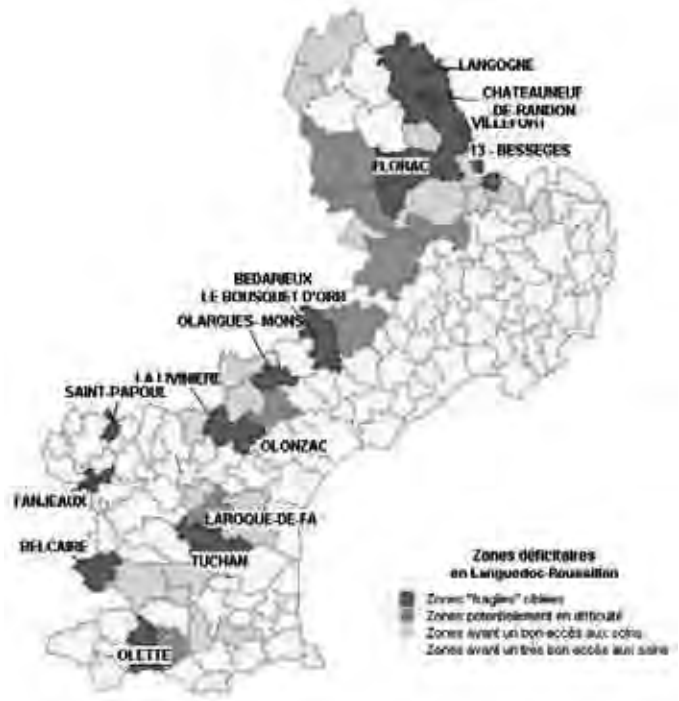 LANGOGNE
CHATEAUNEUF
DE-RANDON
VILLEFORT
13 - BESSEGES
FLORAC
BEDARIEUX
LE BOUSQUET D'ORB
OLARGUES- MONS
LA LIVINIERE
SAINT-PAPOUL
OLONZAC
FANJEAUX
LAROQUE-DE-FA
BELCAIRE
TUCHAN
- OLETTE
Zones déficitaires
en Languedoc-Roussillon
Zones "fragiles" ciblées
Zones potentiellement en difficulté
Zones ayant un bon accès aux soins
Zones ayant un très bon accès aux soins